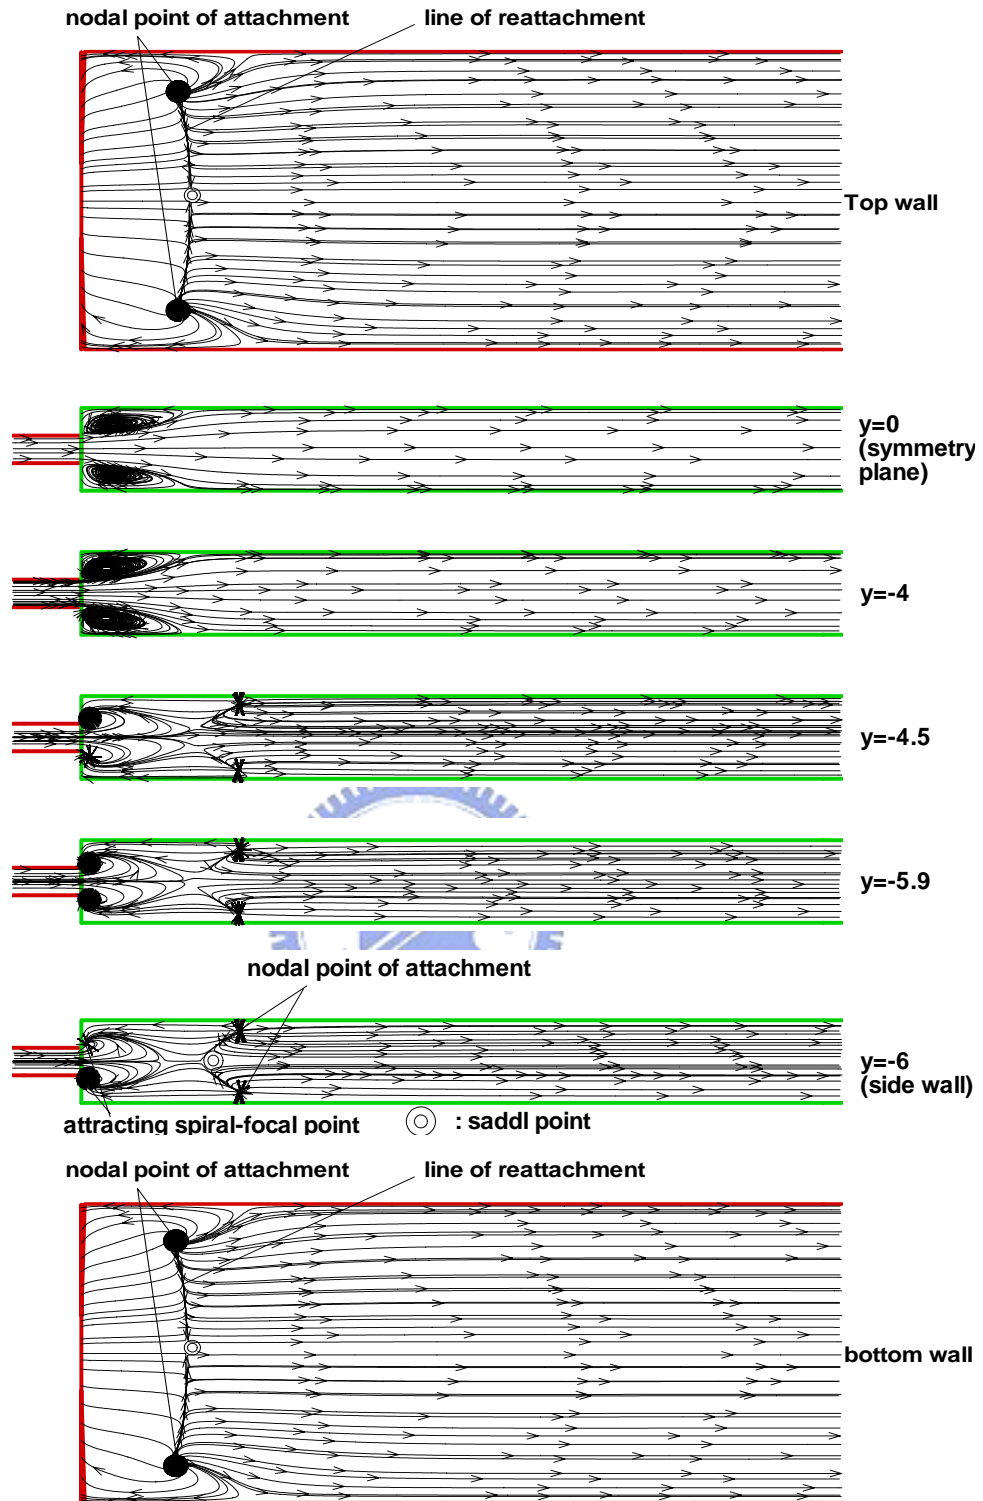 nodal point of attachment
line of reattachment
Top wall
y=0
(symmetry
plane)
y=-4
y=-4.5
y=-5.9
nodal point of attachment
y=-6
(side wall)
attracting spiral-focal point
: saddl point
nodal point of attachment
line of reattachment
bottom wall